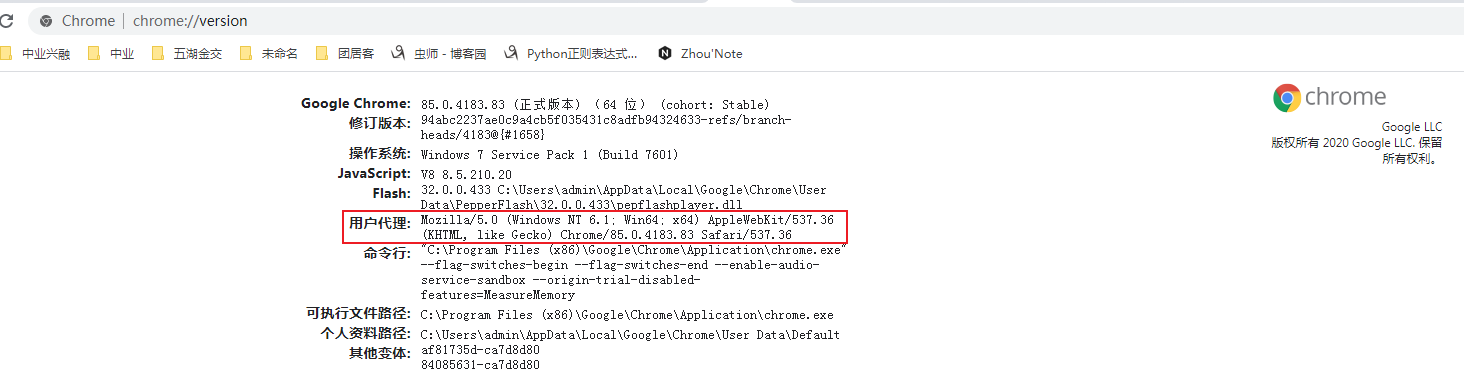 Chrome | chrome://version
中业兴融 中业 五湖金交 未命名 团居客 虫师 - 博客园 Python正则表达式... Zhou'Note
chrome
Google LLC
版权所有 2020 Google LLC. 保留
所有权利。
Google Chrome: 85.0.4183.83 (正式版本) (64 位) (cohort: Stable)
修订版本: 94abc2237ae0c9a4cb5f035431c8adfb94324633-refs/branch-
heads/4183@{#1658}
操作系统: Windows 7 Service Pack 1 (Build 7601)
JavaScript: V8 8.5.210.20
Flash: 32.0.0.433 C:\Users\admin\AppData\Local\Google\Chrome\User
Data\PepperFlash\32.0.0.433\pepflashplayer.dll
用户代理: Mozilla/5.0 (Windows NT 6.1; Win64; x64) AppleWebKit/537.36
(KHTML, like Gecko) Chrome/85.0.4183.83 Safari/537.36
命令行: "C:\Program Files (x86)\Google\Chrome\Application\chrome.exe"
--flag-switches-begin --flag-switches-end --enable-audio-
service-sandbox --origin-trial-disabled-
features=MeasureMemory
可执行文件路径: C:\Program Files (x86)\Google\Chrome\Application\chrome.exe
个人资料路径: C:\Users\admin\AppData\Local\Google\Chrome\User Data\Default
其他变体: af81735d-ca7d8d80
84085631-ca7d8d80